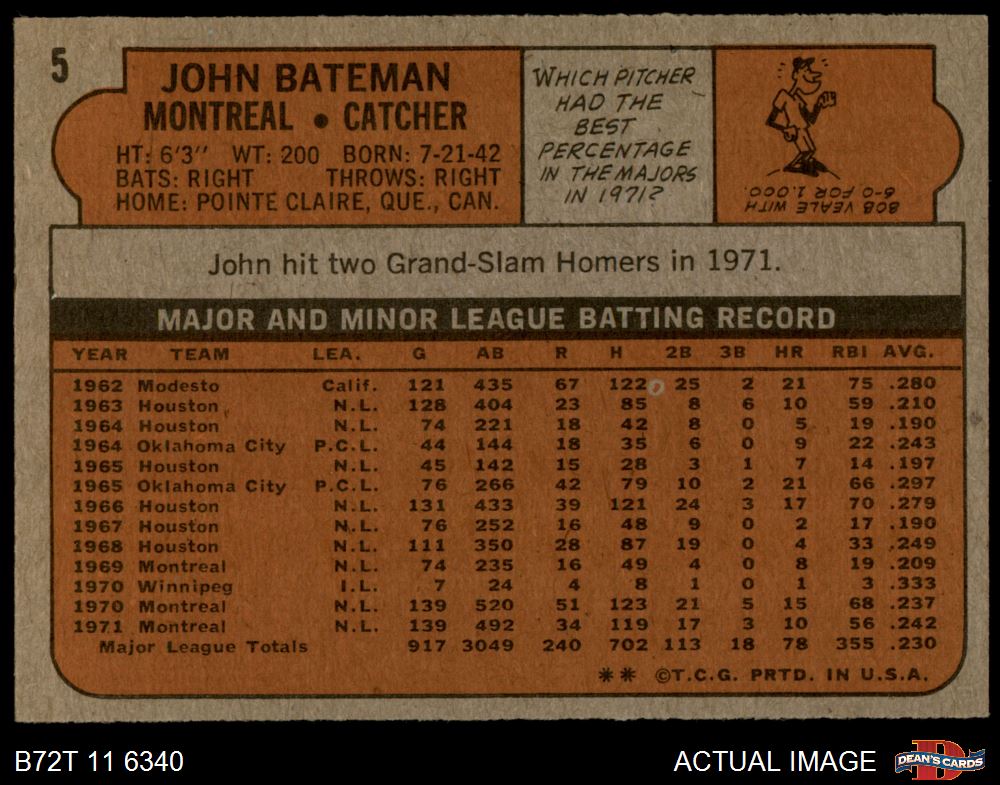 5
JOHN BATEMAN
MONTREAL • CATCHER
HT: 6'3" WT: 200 BORN: 7-21-42
BATS: RIGHT THROWS: RIGHT
HOME: POINTE CLAIRE, QUE., CAN.
WHICH PITCHER
HAD THE
BEST
PERCENTAGE
IN THE MAJORS
IN 1971?
BOB VEALE WITH
6-0 FOR 1.000.
John hit two Grand-Slam Homers in 1971.
MAJOR AND MINOR LEAGUE BATTING RECORD
YEAR TEAM LEA. G AB R H 2B 3B HR RBI AVG.
1962 Modesto Calif. 121 435 67 122 25 2 21 75 .280
1963 Houston N.L. 128 404 23 85 8 6 10 59 .210
1964 Houston N.L. 74 221 18 42 8 0 5 19 .190
1964 Oklahoma City P.C.L. 44 144 18 35 6 0 9 22 .243
1965 Houston N.L. 45 142 15 28 3 1 7 14 .197
1965 Oklahoma City P.C.L. 76 266 42 79 10 2 21 66 .297
1966 Houston N.L. 131 433 39 121 24 3 17 70 .279
1967 Houston N.L. 76 252 16 48 9 0 2 17 .190
1968 Houston N.L. 111 350 28 87 19 0 4 33 .249
1969 Montreal N.L. 74 235 16 49 4 0 8 19 .209
1970 Winnipeg I.L. 7 24 4 8 1 0 1 3 .333
1970 Montreal N.L. 139 520 51 123 21 5 15 68 .237
1971 Montreal N.L. 139 492 34 119 17 3 10 56 .242
Major League Totals 917 3049 240 702 113 18 78 355 .230
** ©T.C.G. PRTD. IN U.S.A.
B72T 11 6340
ACTUAL IMAGE
DEAN'S CARDS